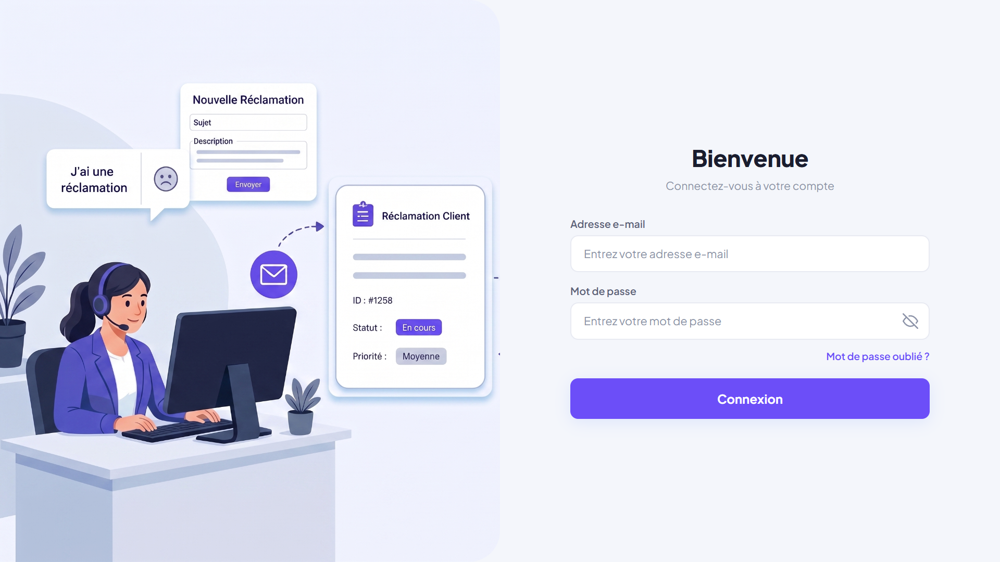 Nouvelle Réclamation
Sujet
Description
Envoyer
J'ai une
réclamation
Réclamation Client
ID : #1258
Statut :
En cours
Priorité :
Moyenne
Bienvenue
Connectez-vous à votre compte
Adresse e-mail
Entrez votre adresse e-mail
Mot de passe
Entrez votre mot de passe
Mot de passe oublié ?
Connexion